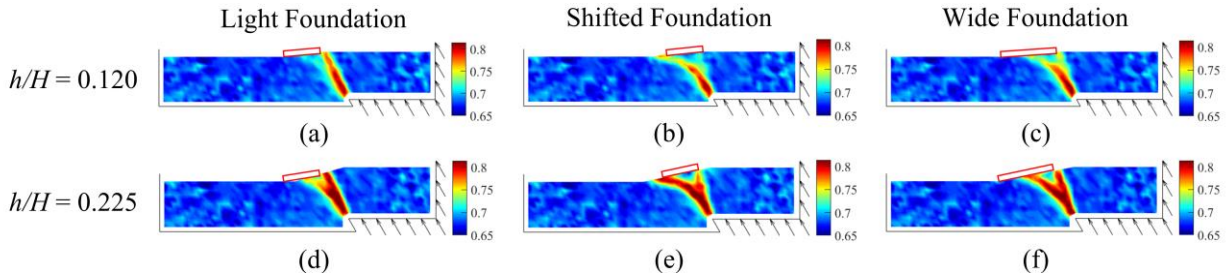 Light Foundation Shifted Foundation Wide Foundation
h/H = 0.120
0.8 0.8 0.8
0.75 0.75 0.75
0.7 0.7 0.7
0.65 0.65 0.65
(a) (b) (c)
h/H = 0.225
0.8 0.8 0.8
0.75 0.75 0.75
0.7 0.7 0.7
0.65 0.65 0.65
(d) (e) (f)